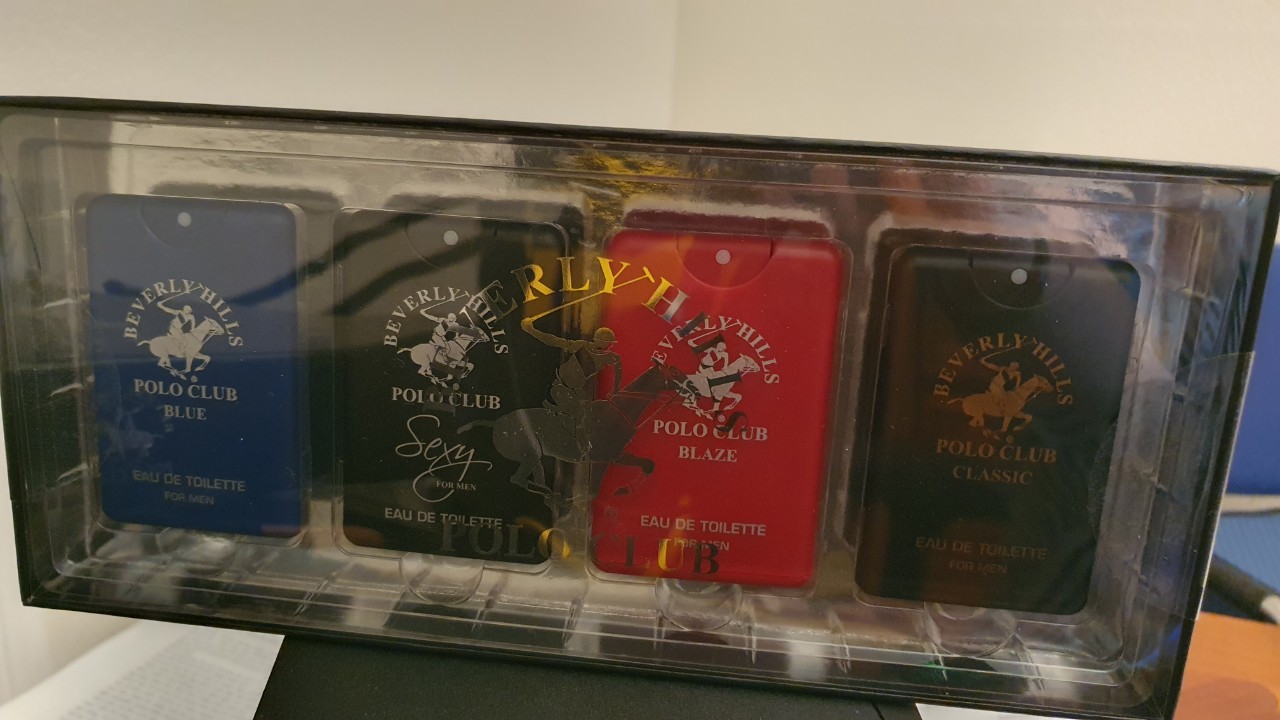 BEVERLY HILLS
POLO CLUB
BLUE
EAU DE TOILETTE
FOR MEN
BEVERLY HILLS
POLO CLUB
Sexy
FOR MEN
EAU DE TOILETTE
BEVERLY HILLS
POLO CLUB
BEVERLY HILLS
POLO CLUB
BLAZE
EAU DE TOILETTE
FOR MEN
BEVERLY HILLS
POLO CLUB
CLASSIC
EAU DE TOILETTE
FOR MEN